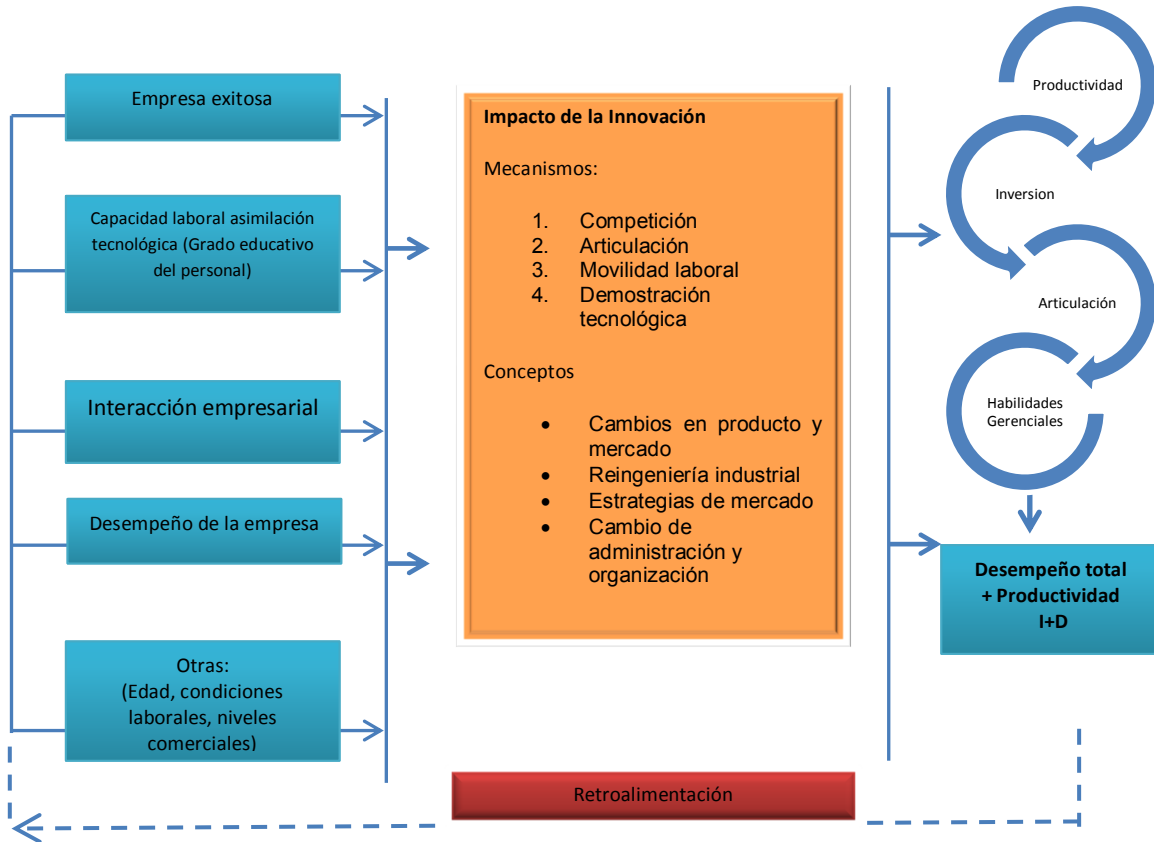 Empresa exitosa
Capacidad laboral asimilación
tecnológica (Grado educativo
del personal)
Interacción empresarial
Desempeño de la empresa
Otras:
(Edad, condiciones
laborales, niveles
comerciales)
Impacto de la Innovación
Mecanismos:
1. Competición
2. Articulación
3. Movilidad laboral
4. Demostración
tecnológica
Conceptos
• Cambios en producto y
mercado
• Reingeniería industrial
• Estrategias de mercado
• Cambio de
administración y
organización
Productividad
Inversion
Articulación
Habilidades
Gerenciales
Desempeño total
+ Productividad
I+D
Retroalimentación